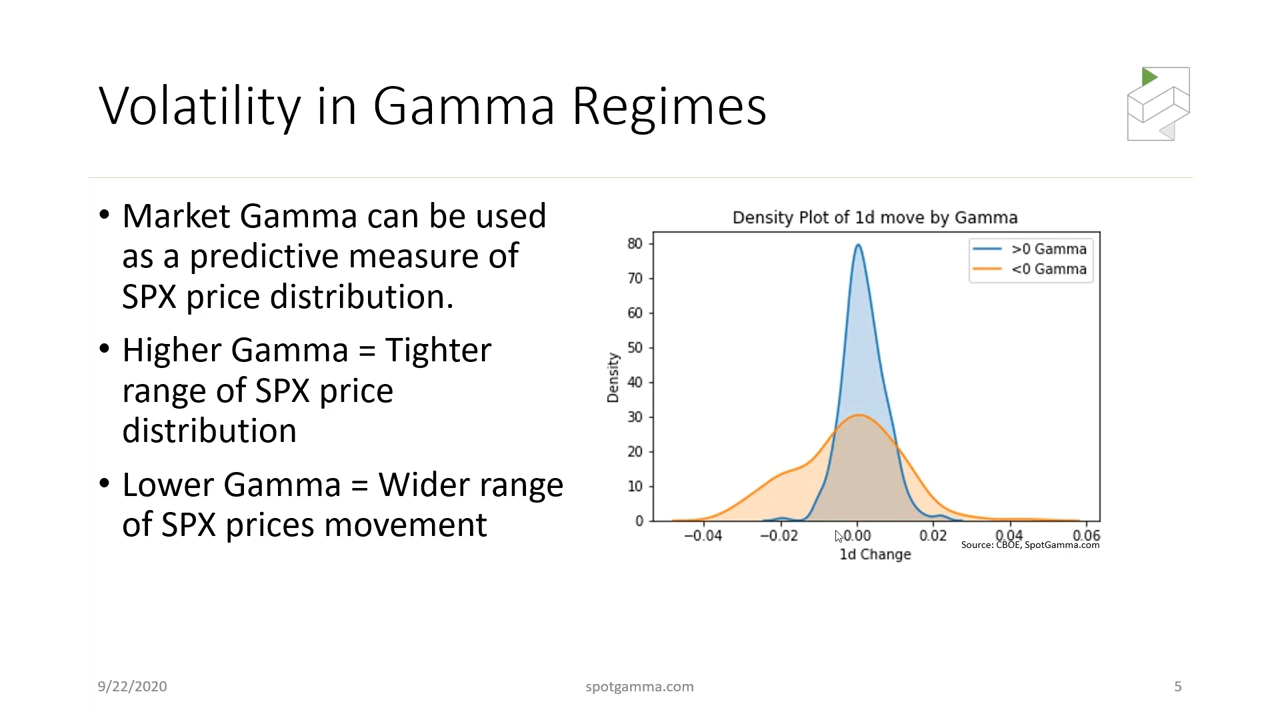 Volatility in Gamma Regimes
• Market Gamma can be used
as a predictive measure of
SPX price distribution.
• Higher Gamma = Tighter
range of SPX price
distribution
• Lower Gamma = Wider range
of SPX prices movement
Density Plot of 1d move by Gamma
>0 Gamma
<0 Gamma
Density
80
70
60
50
40
30
20
10
0
−0.04 −0.02 0.00 0.02 0.04 0.06
Source: CBOE, SpotGamma.com
1d Change
9/22/2020 spotgamma.com 5